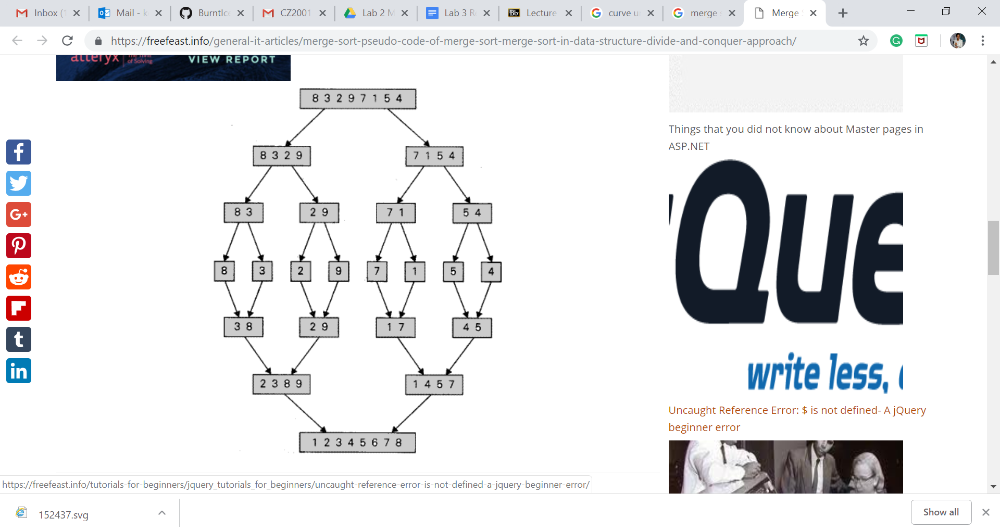 Inbox (1
Mail - k
BurntIce
CZ2001
Lab 2 M
Lab 3 R
Bb
Lecture
curve u
merge s
Merge S
https://freefeast.info/general-it-articles/merge-sort-pseudo-code-of-merge-sort-merge-sort-in-data-structure-divide-and-conquer-approach/
alteryx
of Solving
VIEW REPORT
8 3 2 9 7 1 5 4
8 3 2 9
7 1 5 4
8 3
2 9
7 1
5 4
8
3
2
9
7
1
5
4
3 8
2 9
1 7
4 5
2 3 8 9
1 4 5 7
1 2 3 4 5 6 7 8
Things that you did not know about Master pages in
ASP.NET
Que
write less,
Uncaught Reference Error: $ is not defined- A jQuery
beginner error
https://freefeast.info/tutorials-for-beginners/jquery_tutorials_for_beginners/uncaught-reference-error-is-not-defined-a-jquery-beginner-error/
152437.svg
Show all